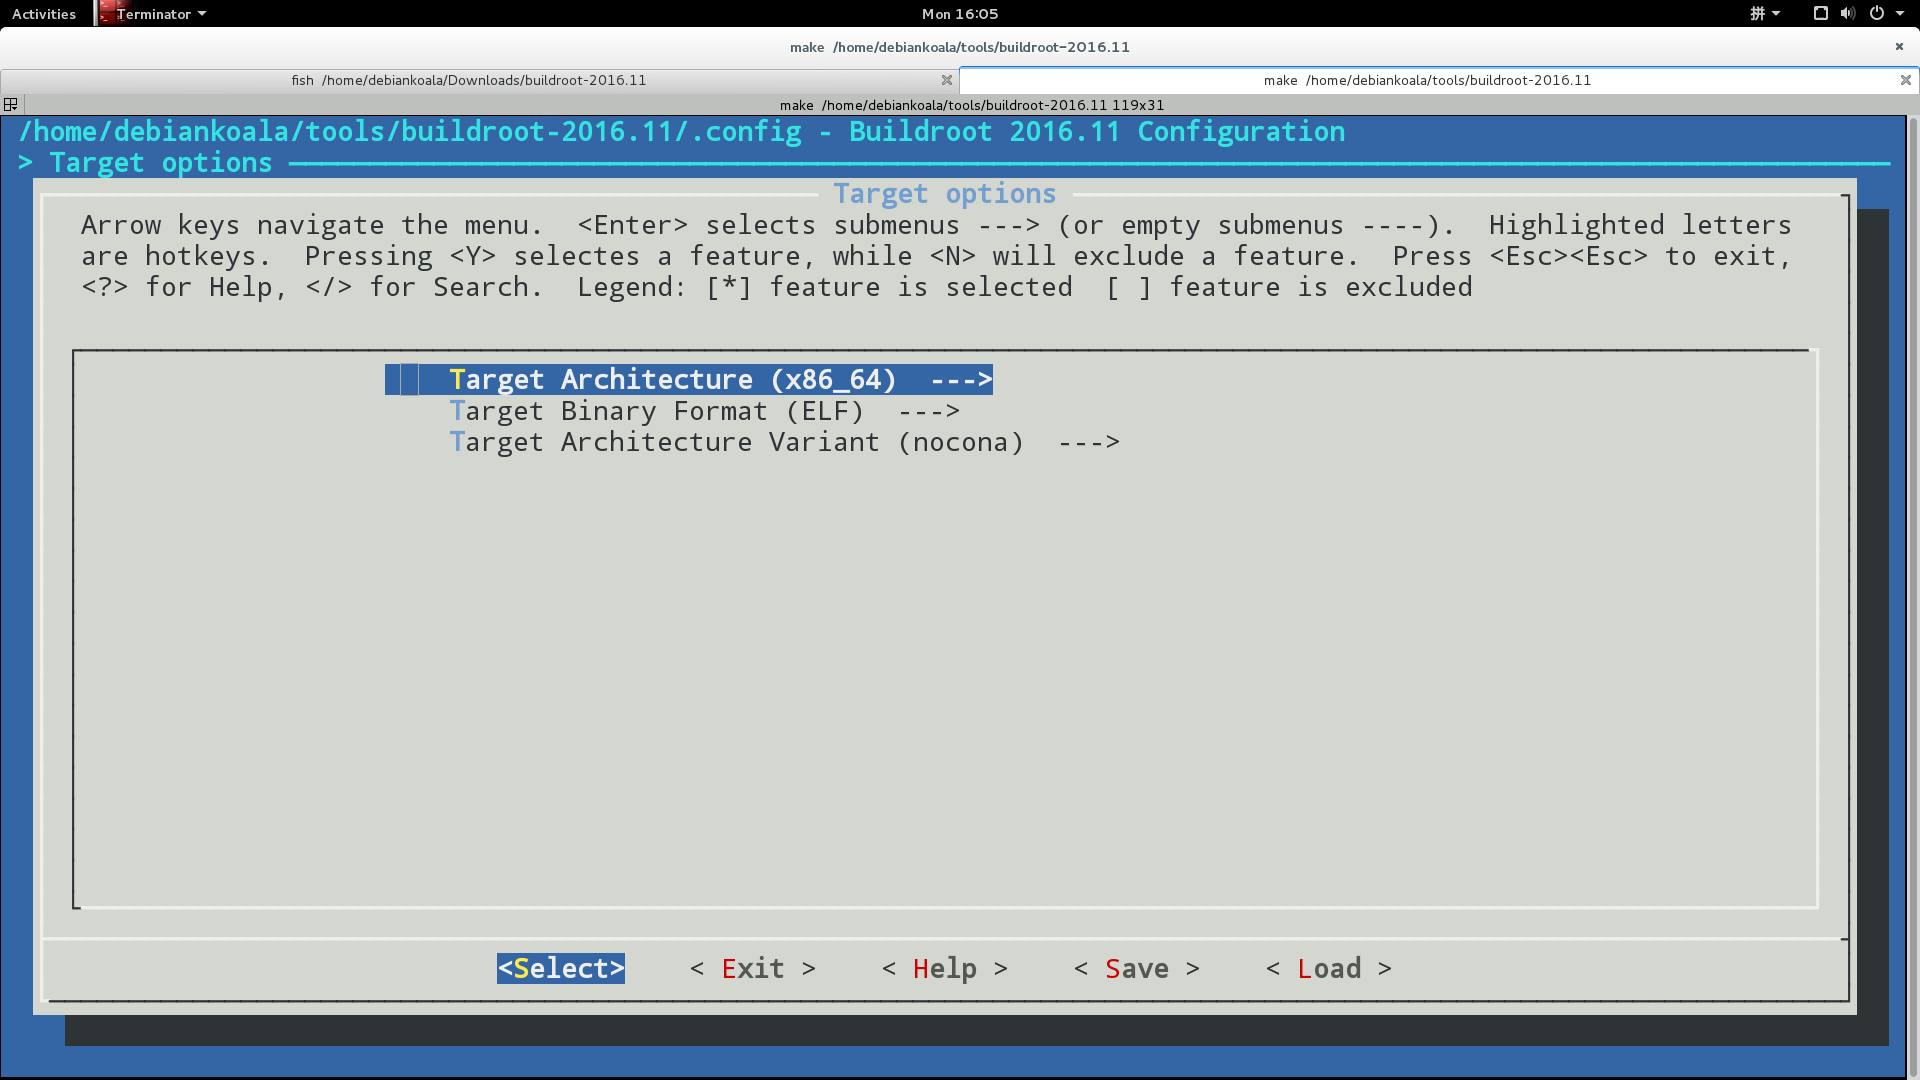 Activities Terminator Mon 16:05 拼
make /home/debiankoala/tools/buildroot-2016.11
fish /home/debiankoala/Downloads/buildroot-2016.11
make /home/debiankoala/tools/buildroot-2016.11
make /home/debiankoala/tools/buildroot-2016.11 119x31
/home/debiankoala/tools/buildroot-2016.11/.config - Buildroot 2016.11 Configuration
> Target options
Target options
Arrow keys navigate the menu.  <Enter> selects submenus ---> (or empty submenus ----).  Highlighted letters
are hotkeys.  Pressing <Y> selectes a feature, while <N> will exclude a feature.  Press <Esc><Esc> to exit,
<?> for Help, </> for Search.  Legend: [*] feature is selected  [ ] feature is excluded
Target Architecture (x86_64)  --->
Target Binary Format (ELF)  --->
Target Architecture Variant (nocona)  --->
<Select>    < Exit >    < Help >    < Save >    < Load >